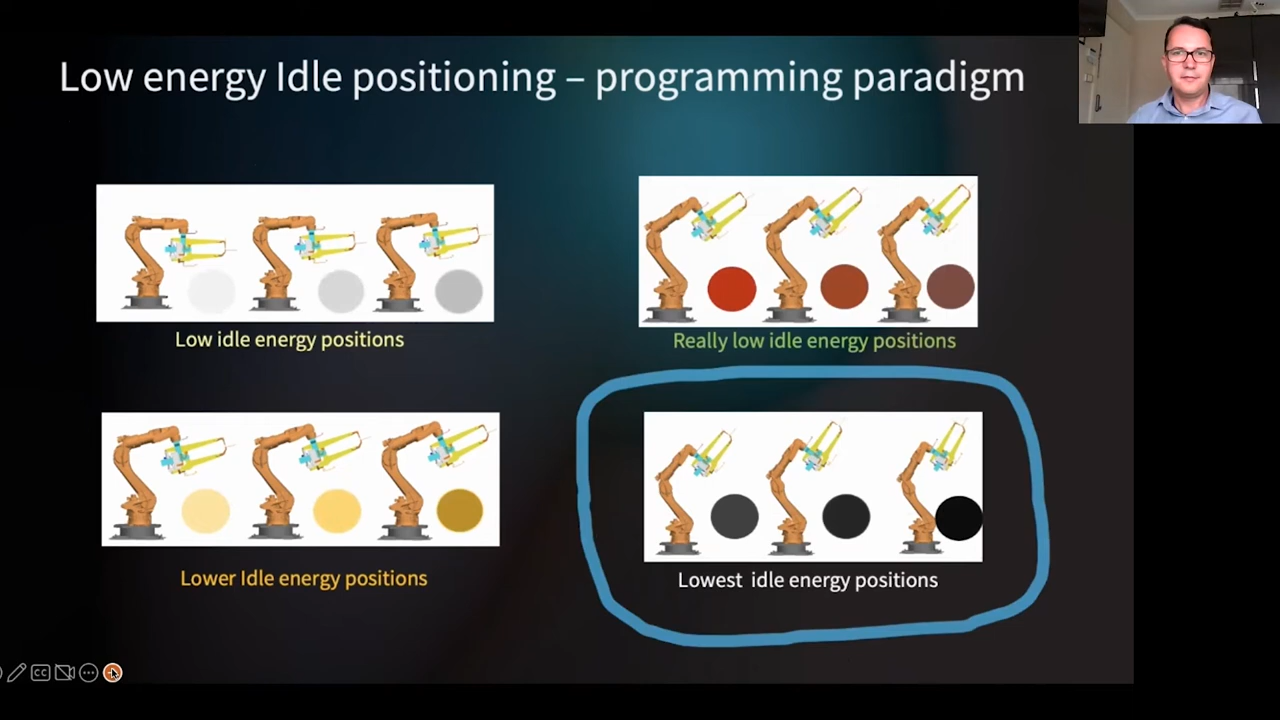 Low energy Idle positioning – programming paradigm
Low idle energy positions
Really low idle energy positions
Lower Idle energy positions
Lowest idle energy positions
CC